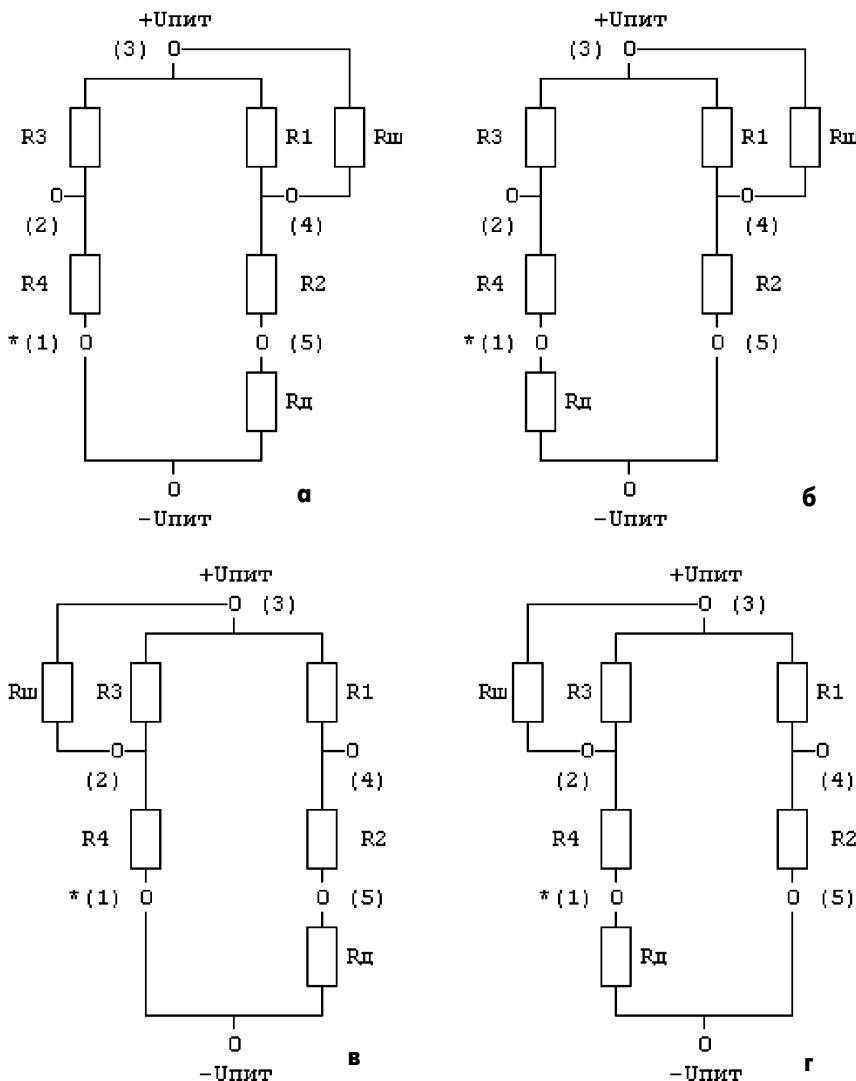 +Uпит
(3) 0
R3 R1 Rш
0 0
(2) (4)
R4 R2
*(1) 0 0 (5)
Rд
0
-Uпит
а
+Uпит
(3) 0
R3 R1 Rш
0 0
(2) (4)
R4 R2
*(1) 0 0 (5)
Rд
0
-Uпит
б
+Uпит
0 (3)
Rш R3 R1
0 0
(2) (4)
R4 R2
*(1) 0 0 (5)
Rд
0
-Uпит
в
+Uпит
0 (3)
Rш R3 R1
0 0
(2) (4)
R4 R2
*(1) 0 0 (5)
Rд
0
-Uпит
г